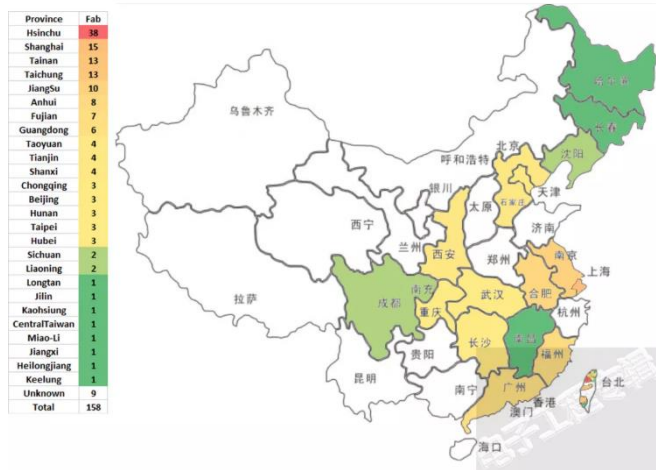 Province Fab
Hsinchu 38
Shanghai 15
Tainan 13
Taichung 13
JiangSu 10
Anhui 8
Fujian 7
Guangdong 6
Taoyuan 4
Tianjin 4
Shanxi 4
Chongqing 3
Beijing 3
Hunan 3
Taipei 3
Hubei 3
Sichuan 2
Liaoning 2
Longtan 1
Jilin 1
Kaohsiung 1
CentralTaiwan 1
Miao-Li 1
Jiangxi 1
Heilongjiang 1
Keelung 1
Unknown 9
Total 158
哈尔滨
长春
乌鲁木齐
沈阳
北京
呼和浩特
天津
银川
石家庄
太原
济南
西宁
兰州
郑州
西安
南京
上海
拉萨
南充
成都
合肥
武汉
重庆
杭州
长沙
南昌
贵阳
福州
昆明
台北
广州
南宁
香港
澳门
海口
电子工程专辑